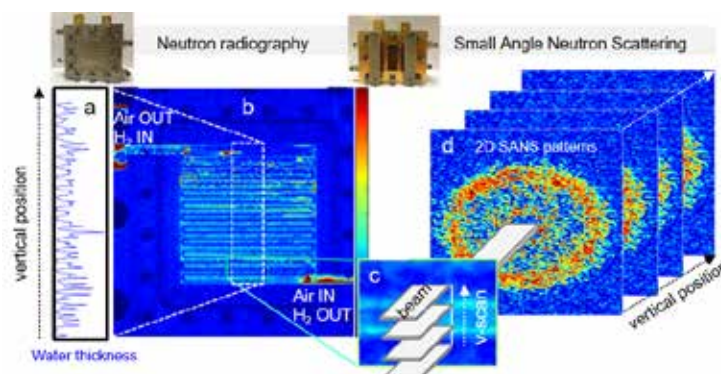 Neutron radiography
Small Angle Neutron Scattering
a
b
Air OUT
H₂ IN
vertical position
d
2D SANS patterns
c
beam
v-scan
Air IN
H₂ OUT
vertical position
Water thickness